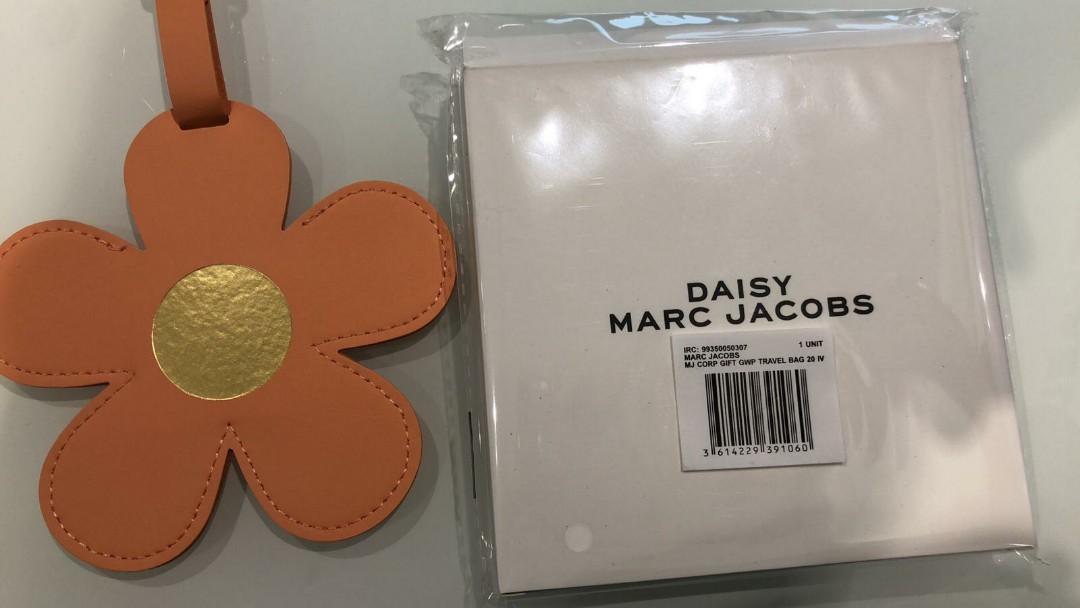 DAISY
MARC JACOBS
IRC: 99350050307 1 UNIT
MARC JACOBS
MJ CORP GIFT GWP TRAVEL BAG 20 IV
3 614229 391060